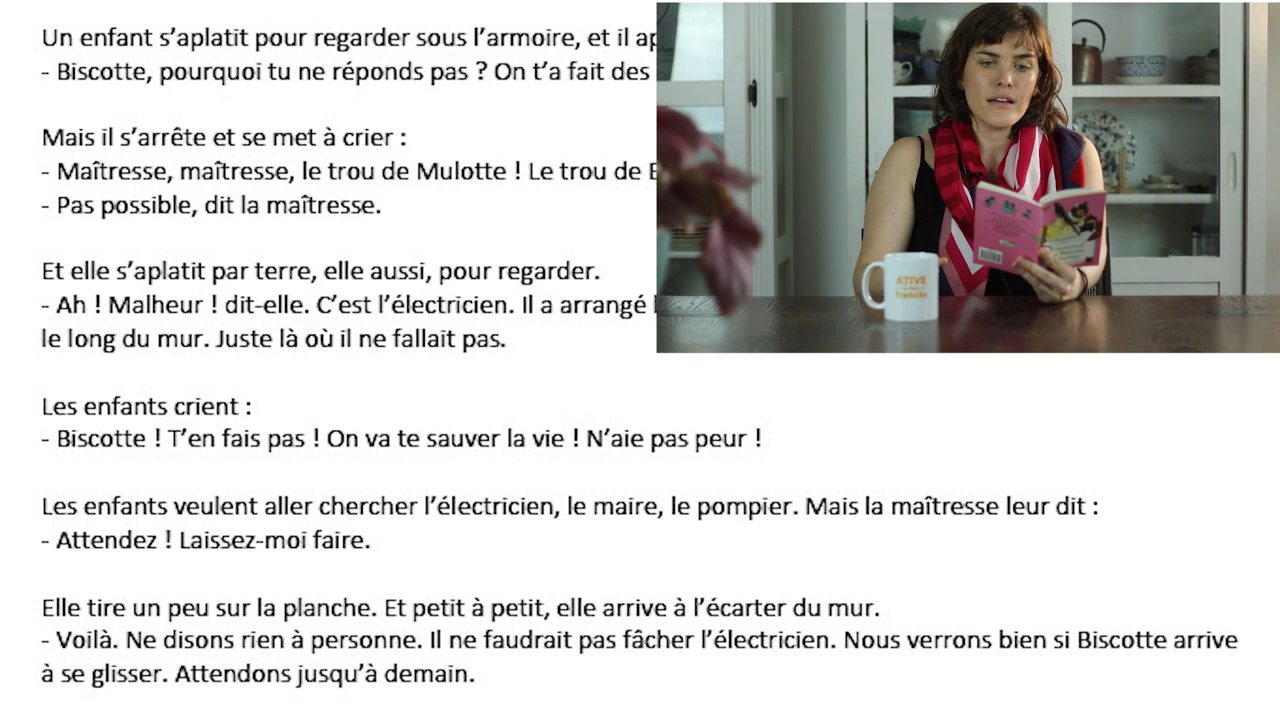 Un enfant s’aplatit pour regarder sous l’armoire, et il
- Biscotte, pourquoi tu ne réponds pas ? On t’a fait des
Mais il s’arrête et se met à crier :
- Maîtresse, maîtresse, le trou de Mulotte ! Le trou de
- Pas possible, dit la maîtresse.
Et elle s’aplatit par terre, elle aussi, pour regarder.
- Ah ! Malheur ! dit-elle. C’est l’électricien. Il a arrangé
le long du mur. Juste là où il ne fallait pas.
Les enfants crient :
- Biscotte ! T’en fais pas ! On va te sauver la vie ! N’aie pas peur !
Les enfants veulent aller chercher l’électricien, le maire, le pompier. Mais la maîtresse leur dit :
- Attendez ! Laissez-moi faire.
Elle tire un peu sur la planche. Et petit à petit, elle arrive à l’écarter du mur.
- Voilà. Ne disons rien à personne. Il ne faudrait pas fâcher l’électricien. Nous verrons bien si Biscotte arrive
à se glisser. Attendons jusqu’à demain.
ATIVE
francês